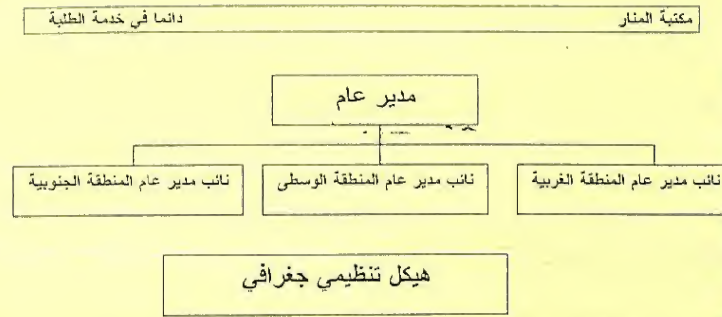 مكتبة المنار دائما في خدمة الطلبة
مدير عام
نائب مدير عام المنطقة الغربية نائب مدير عام المنطقة الوسطى نائب مدير عام المنطقة الجنوبية
هيكل تنظيمي جغرافي